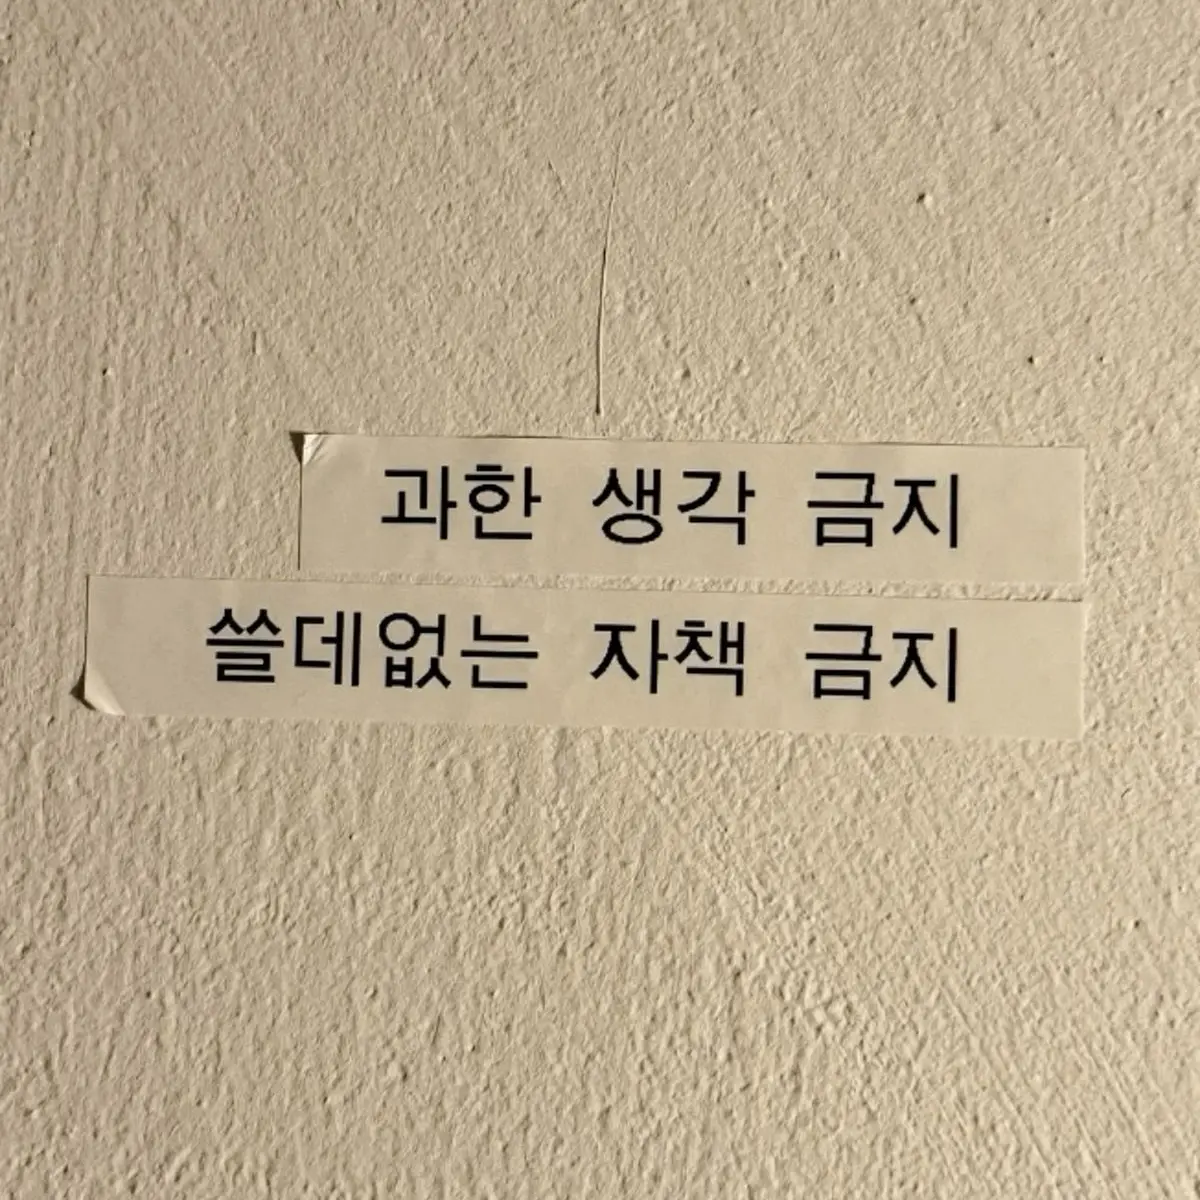 과한 생각 금지
쓸데없는 자책 금지